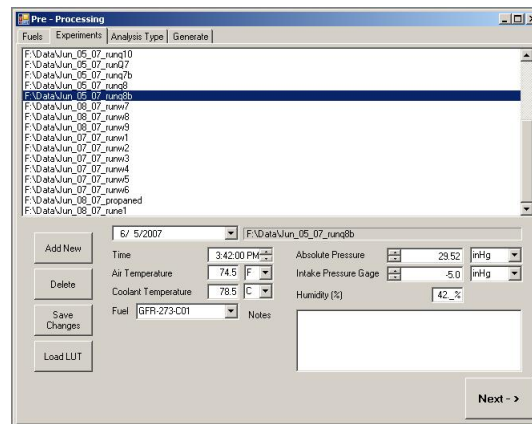 Pre - Processing
Fuels Experiments Analysis Type Generate
F:\Data\Jun_05_07_runq10
F:\Data\Jun_05_07_runQ7
F:\Data\Jun_05_07_runq7b
F:\Data\Jun_05_07_runq8
F:\Data\Jun_05_07_runq8b
F:\Data\Jun_08_07_runw7
F:\Data\Jun_08_07_runw8
F:\Data\Jun_08_07_runw9
F:\Data\Jun_07_07_runw1
F:\Data\Jun_07_07_runw2
F:\Data\Jun_07_07_runw3
F:\Data\Jun_07_07_runw4
F:\Data\Jun_07_07_runw5
F:\Data\Jun_07_07_runw6
F:\Data\Jun_08_07_propaned
F:\Data\Jun_08_07_rune1
Add New
Delete
Save Changes
Load LUT
6/ 5/2007 F:\Data\Jun_05_07_runq8b
Time 3:42:00 PM
Air Temperature 74.5 F
Coolant Temperature 78.5 C
Fuel GFR-273-C01 Notes
Absolute Pressure 29.52 inHg
Intake Pressure Gage -5.0 inHg
Humidity (%) 42._%
Next - >